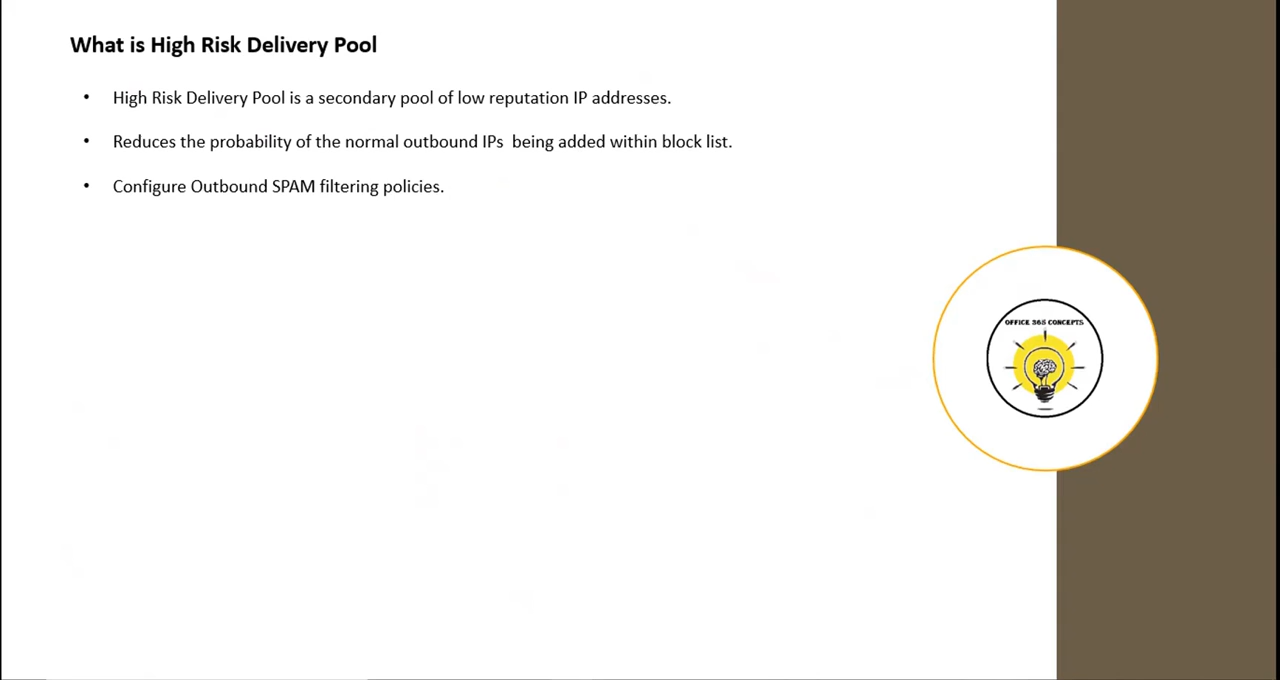 What is High Risk Delivery Pool
• High Risk Delivery Pool is a secondary pool of low reputation IP addresses.
• Reduces the probability of the normal outbound IPs  being added within block list.
• Configure Outbound SPAM filtering policies.
OFFICE 365 CONCEPTS